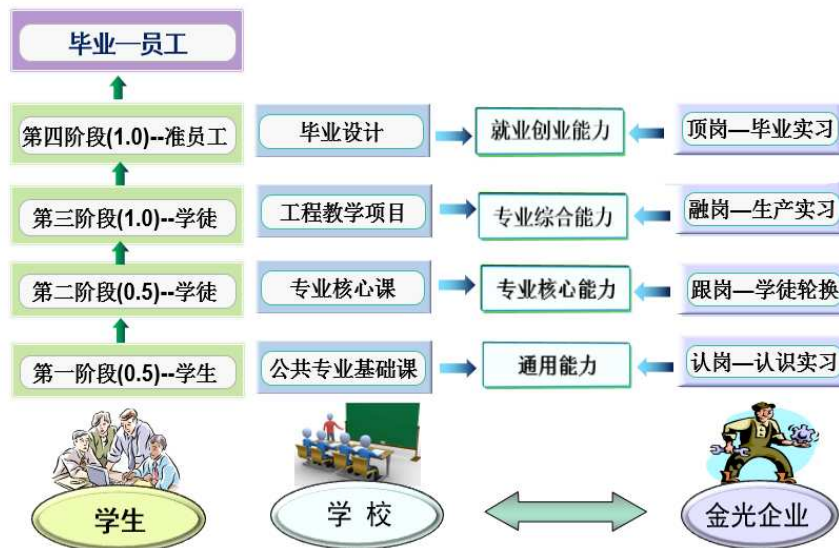 毕业—员工
第四阶段(1.0)--准员工
毕业设计
就业创业能力
顶岗—毕业实习
第三阶段(1.0)--学徒
工程教学项目
专业综合能力
融岗—生产实习
第二阶段(0.5)--学徒
专业核心课
专业核心能力
跟岗—学徒轮换
第一阶段(0.5)--学生
公共专业基础课
通用能力
认岗—认识实习
学生
学 校
金光企业